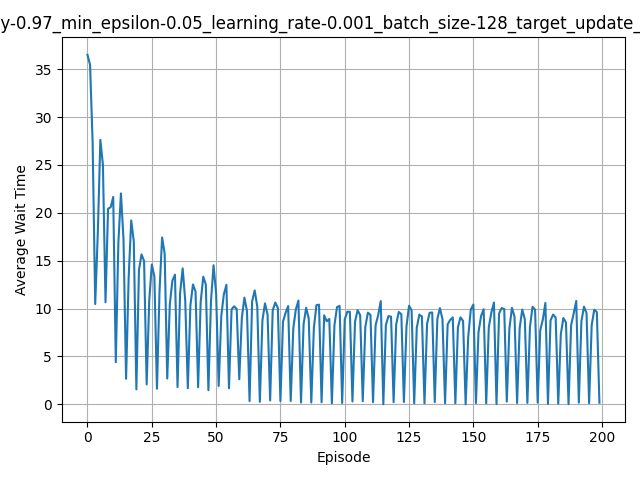 y-0.97_min_epsilon-0.05_learning_rate-0.001_batch_size-128_target_update_
Average Wait Time
35
30
25
20
15
10
5
0
0 25 50 75 100 125 150 175 200
Episode